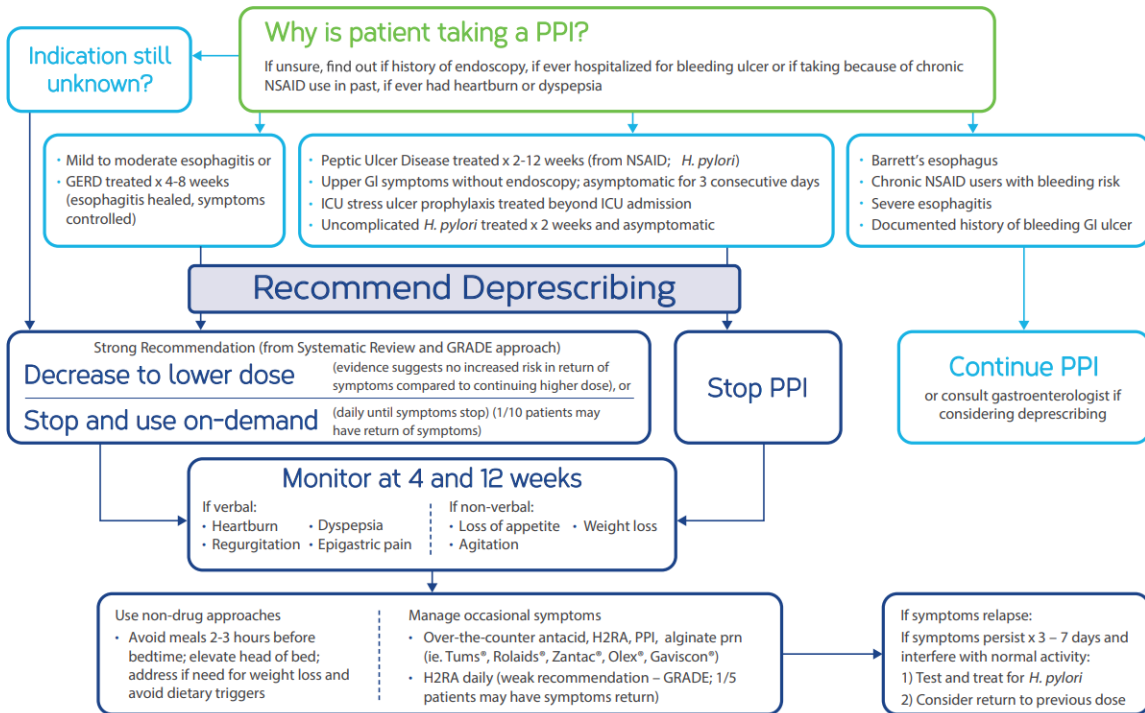 Why is patient taking a PPI?
If unsure, find out if history of endoscopy, if ever hospitalized for bleeding ulcer or if taking because of chronic
NSAID use in past, if ever had heartburn or dyspepsia
Indication still
unknown?
• Mild to moderate esophagitis or
• GERD treated x 4-8 weeks
(esophagitis healed, symptoms
controlled)
• Peptic Ulcer Disease treated x 2-12 weeks (from NSAID; H. pylori)
• Upper GI symptoms without endoscopy; asymptomatic for 3 consecutive days
• ICU stress ulcer prophylaxis treated beyond ICU admission
• Uncomplicated H. pylori treated x 2 weeks and asymptomatic
• Barrett's esophagus
• Chronic NSAID users with bleeding risk
• Severe esophagitis
• Documented history of bleeding GI ulcer
Recommend Deprescribing
Strong Recommendation (from Systematic Review and GRADE approach)
Decrease to lower dose
(evidence suggests no increased risk in return of
symptoms compared to continuing higher dose), or
Stop and use on-demand
(daily until symptoms stop) (1/10 patients may
have return of symptoms)
Stop PPI
Continue PPI
or consult gastroenterologist if
considering deprescribing
Monitor at 4 and 12 weeks
If verbal:
• Heartburn • Dyspepsia
• Regurgitation • Epigastric pain
If non-verbal:
• Loss of appetite • Weight loss
• Agitation
Use non-drug approaches
• Avoid meals 2-3 hours before
bedtime; elevate head of bed;
address if need for weight loss and
avoid dietary triggers
Manage occasional symptoms
• Over-the-counter antacid, H2RA, PPI, alginate prn
(ie. Tums®, Rolaids®, Zantac®, Olex®, Gaviscon®)
• H2RA daily (weak recommendation – GRADE; 1/5
patients may have symptoms return)
If symptoms relapse:
If symptoms persist x 3 – 7 days and
interfere with normal activity:
1) Test and treat for H. pylori
2) Consider return to previous dose